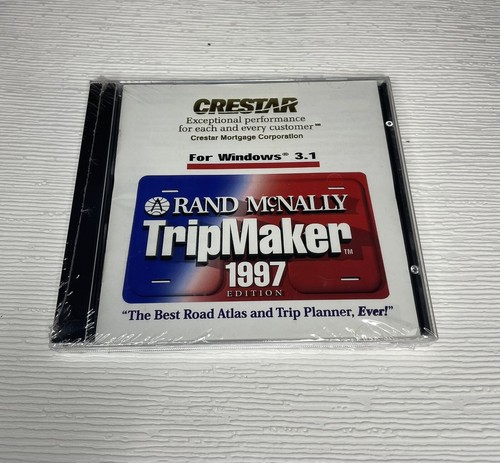 CRESTAR
Exceptional performance
for each and every customer℠
Crestar Mortgage Corporation
For Windows® 3.1
RAND McNALLY
TripMaker™
1997
EDITION
"The Best Road Atlas and Trip Planner, Ever!"